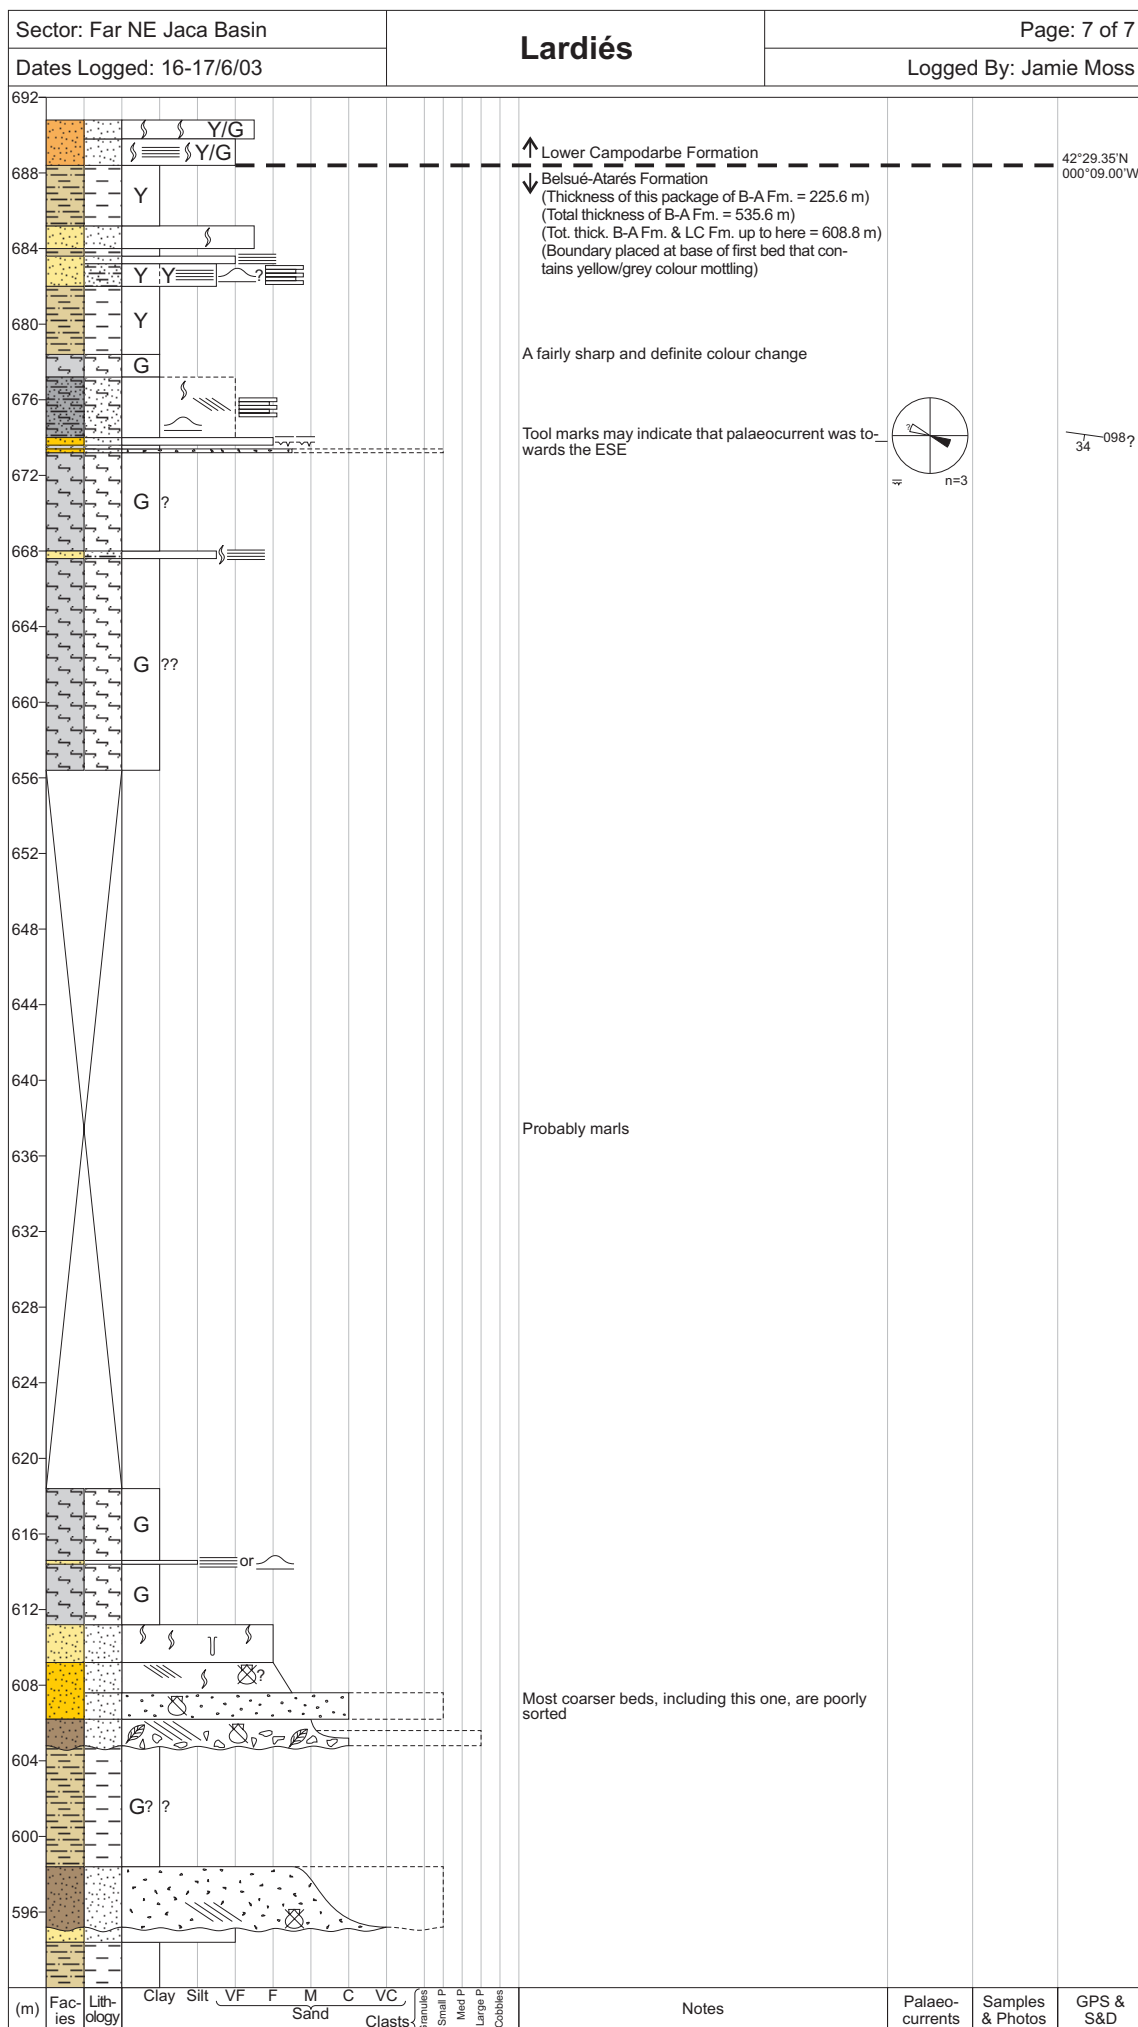 Sector: Far NE Jaca Basin
Dates Logged: 16-17/6/03
Lardiés
Page: 7 of 7
Logged By: Jamie Moss
692
Y/G
Y/G
Lower Campodarbe Formation
42°29.35'N
000°09.00'W
688
Belsué-Atarés Formation
Y
(Thickness of this package of B-A Fm. = 225.6 m)
(Total thickness of B-A Fm. = 535.6 m)
(Tot. thick. B-A Fm. & LC Fm. up to here = 608.8 m)
684
(Boundary placed at base of first bed that con-
tains yellow/grey colour mottling)
Y Y ?
680
Y
A fairly sharp and definite colour change
G
676
Tool marks may indicate that palaeocurrent was to-
wards the ESE
?
n=3
098?
34
672
G ?
668
664
G ??
660
656
652
648
644
640
Probably marls
636
632
628
624
620
G
616
or
G
612
?
608
Most coarser beds, including this one, are poorly
sorted
604
G? ?
600
596
(m)
Fac-
ies
Lith-
ology
Clay Silt VF F M C VC
Sand
Clasts
Granules
Small P
Med P
Large P
Cobbles
Notes
Palaeo-
currents
Samples
& Photos
GPS &
S&D